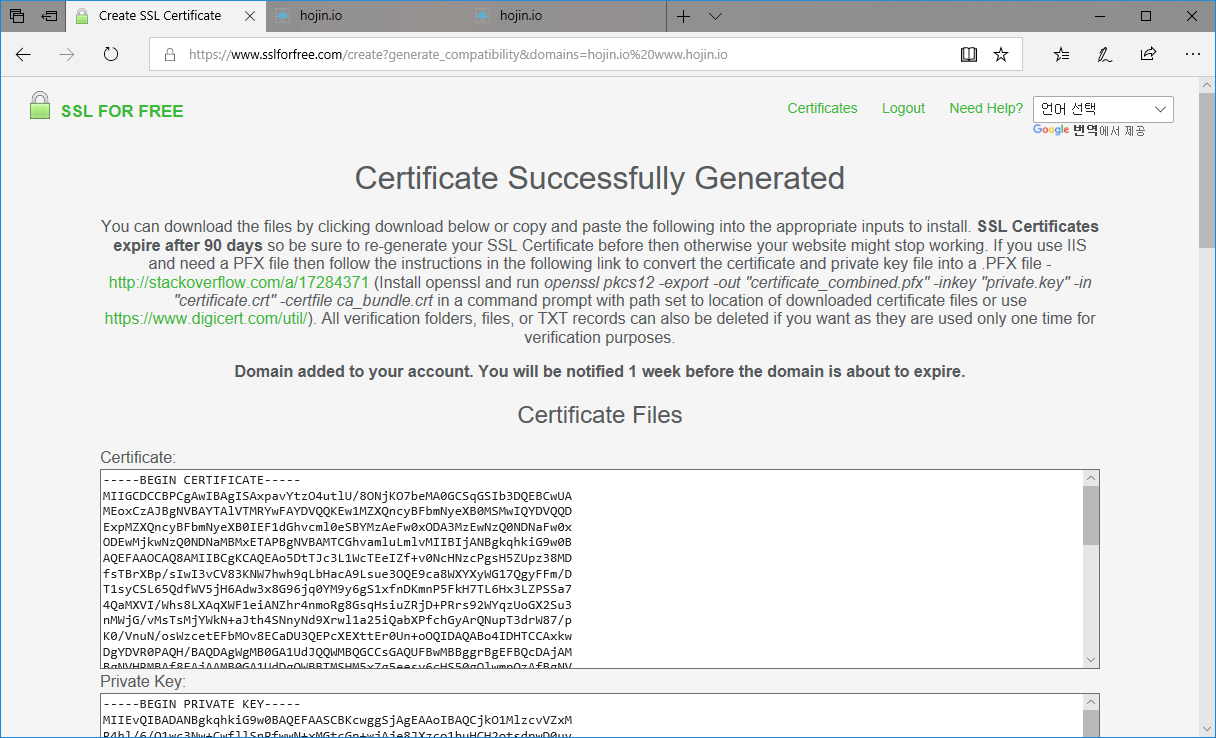 Create SSL Certificate
hojin.io
hojin.io
https://www.sslforfree.com/create?generate_compatibility&domains=hojin.io%20www.hojin.io
SSL FOR FREE
Certificates
Logout
Need Help?
언어 선택
Google 번역에서 제공
Certificate Successfully Generated
You can download the files by clicking download below or copy and paste the following into the appropriate inputs to install. SSL Certificates
expire after 90 days so be sure to re-generate your SSL Certificate before then otherwise your website might stop working. If you use IIS
and need a PFX file then follow the instructions in the following link to convert the certificate and private key file into a .PFX file -
http://stackoverflow.com/a/17284371 (Install openssl and run openssl pkcs12 -export -out "certificate_combined.pfx" -inkey "private.key" -in
"certificate.crt" -certfile ca_bundle.crt in a command prompt with path set to location of downloaded certificate files or use
https://www.digicert.com/util/). All verification folders, files, or TXT records can also be deleted if you want as they are used only one time for
verification purposes.
Domain added to your account. You will be notified 1 week before the domain is about to expire.
Certificate Files
Certificate:
-----BEGIN CERTIFICATE-----
MIIGCDCCBPCgAwIBAgISAxpavYtzO4utlU/8ONjKO7beMA0GCSqGSIb3DQEBCwUA
MEoxCzAJBgNVBAYTAlVTMRYwFAYDVQQKEw1MZXQncyBFbmNyeXB0MSMwIQYDVQQD
ExpMZXQncyBFbmNyeXB0IEF1dGhvcml0eSBYMzAeFw0xODA3MzEwNzQ0NDNaFw0x
ODEwMjkwNzQ0NDNaMBMxETAPBgNVBAMTCGhvamluLmlvMIIBIjANBgkqhkiG9w0B
AQEFAAOCAQ8AMIIBCgKCAQEAo5DtTJc3L1WcTEeIZf+v0NcHNzcPgsH5ZUpz38MD
fsTBrXBp/sIwI3vCV83KNW7hwh9qLbHacA9Lsue3OQE9ca8WXYXyWG17QgyFFm/D
T1syCSL65QdfWV5jH6Adw3x8G96jq0YM9y6gS1xfnDKmnP5FkH7TL6Hx3LZPSSa7
4QaMXVI/Whs8LXAqXWF1eiANZhr4nmoRg8GsqHsiuZRjD+PRrs92WYqzUoGX2Su3
nMWjG/vMsTsMjYWkN+aJth4SNnyNd9Xrwl1a25iQabXPfchGyArQNupT3drW87/p
K0/VnuN/osWzcetEFbMOv8ECaDU3QEPcXEXttEr0Un+oOQIDAQABo4IDHTCCAxkw
DgYDVR0PAQH/BAQDAgWgMB0GA1UdJQQWMBQGCCsGAQUFBwMBBggrBgEFBQcDAjAM
Private Key:
-----BEGIN PRIVATE KEY-----
MIIEvQIBADANBgkqhkiG9w0BAQEFAASCBKcwggSjAgEAAoIBAQCjkO1MlzcvVZxM